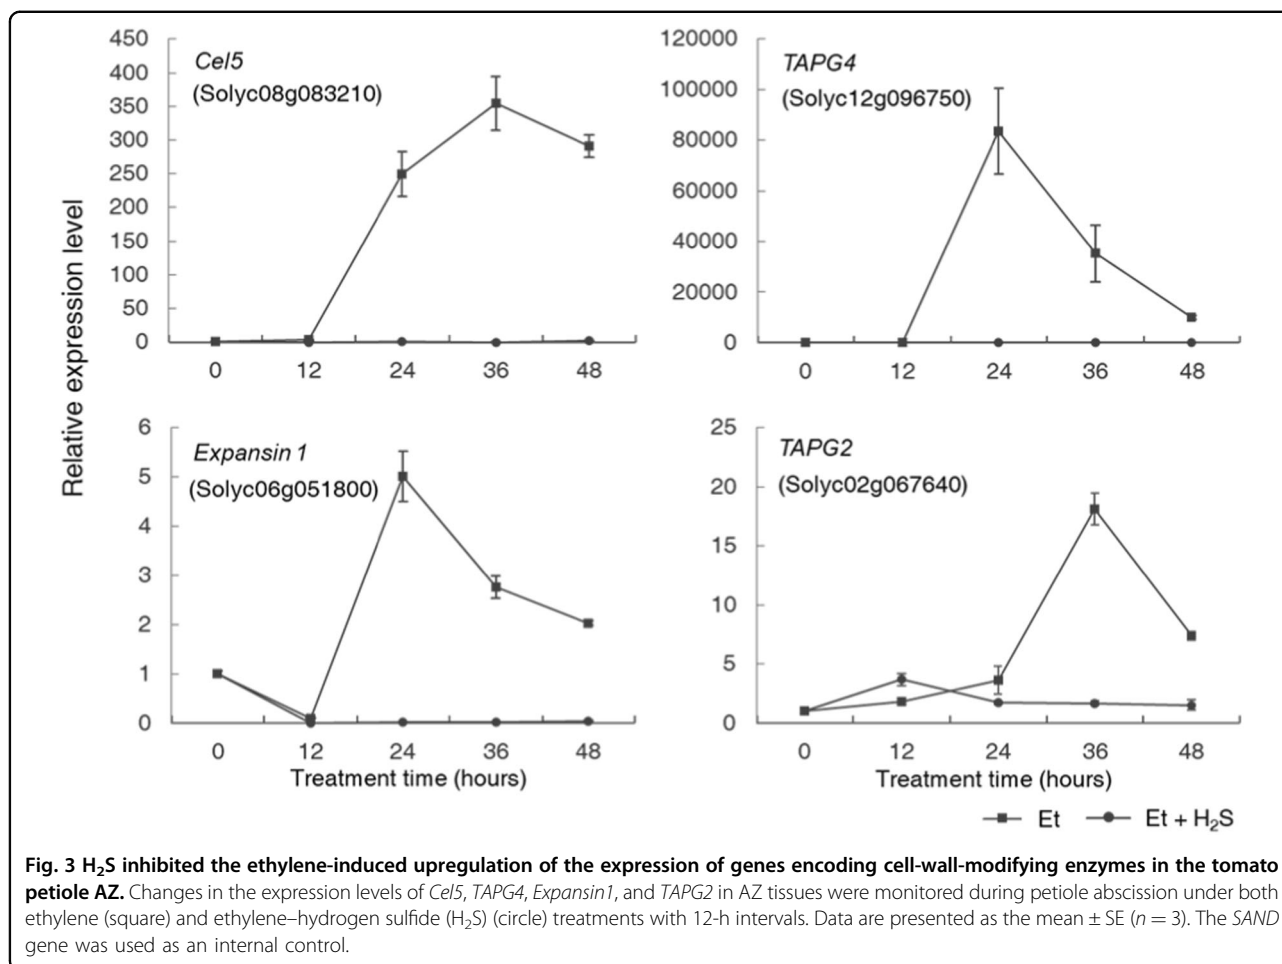 Relative expression level
450
400
350
300
250
200
150
100
50
0
Cel5
(Solyc08g083210)
0 12 24 36 48
120000
100000
80000
60000
40000
20000
0
TAPG4
(Solyc12g096750)
0 12 24 36 48
6
5
4
3
2
1
0
Expansin 1
(Solyc06g051800)
0 12 24 36 48
Treatment time (hours)
25
20
15
10
5
0
TAPG2
(Solyc02g067640)
0 12 24 36 48
Treatment time (hours)
Et Et + H₂S
Fig. 3 H₂S inhibited the ethylene-induced upregulation of the expression of genes encoding cell-wall-modifying enzymes in the tomato
petiole AZ. Changes in the expression levels of Cel5, TAPG4, Expansin1, and TAPG2 in AZ tissues were monitored during petiole abscission under both
ethylene (square) and ethylene–hydrogen sulfide (H₂S) (circle) treatments with 12-h intervals. Data are presented as the mean ± SE (n = 3). The SAND
gene was used as an internal control.